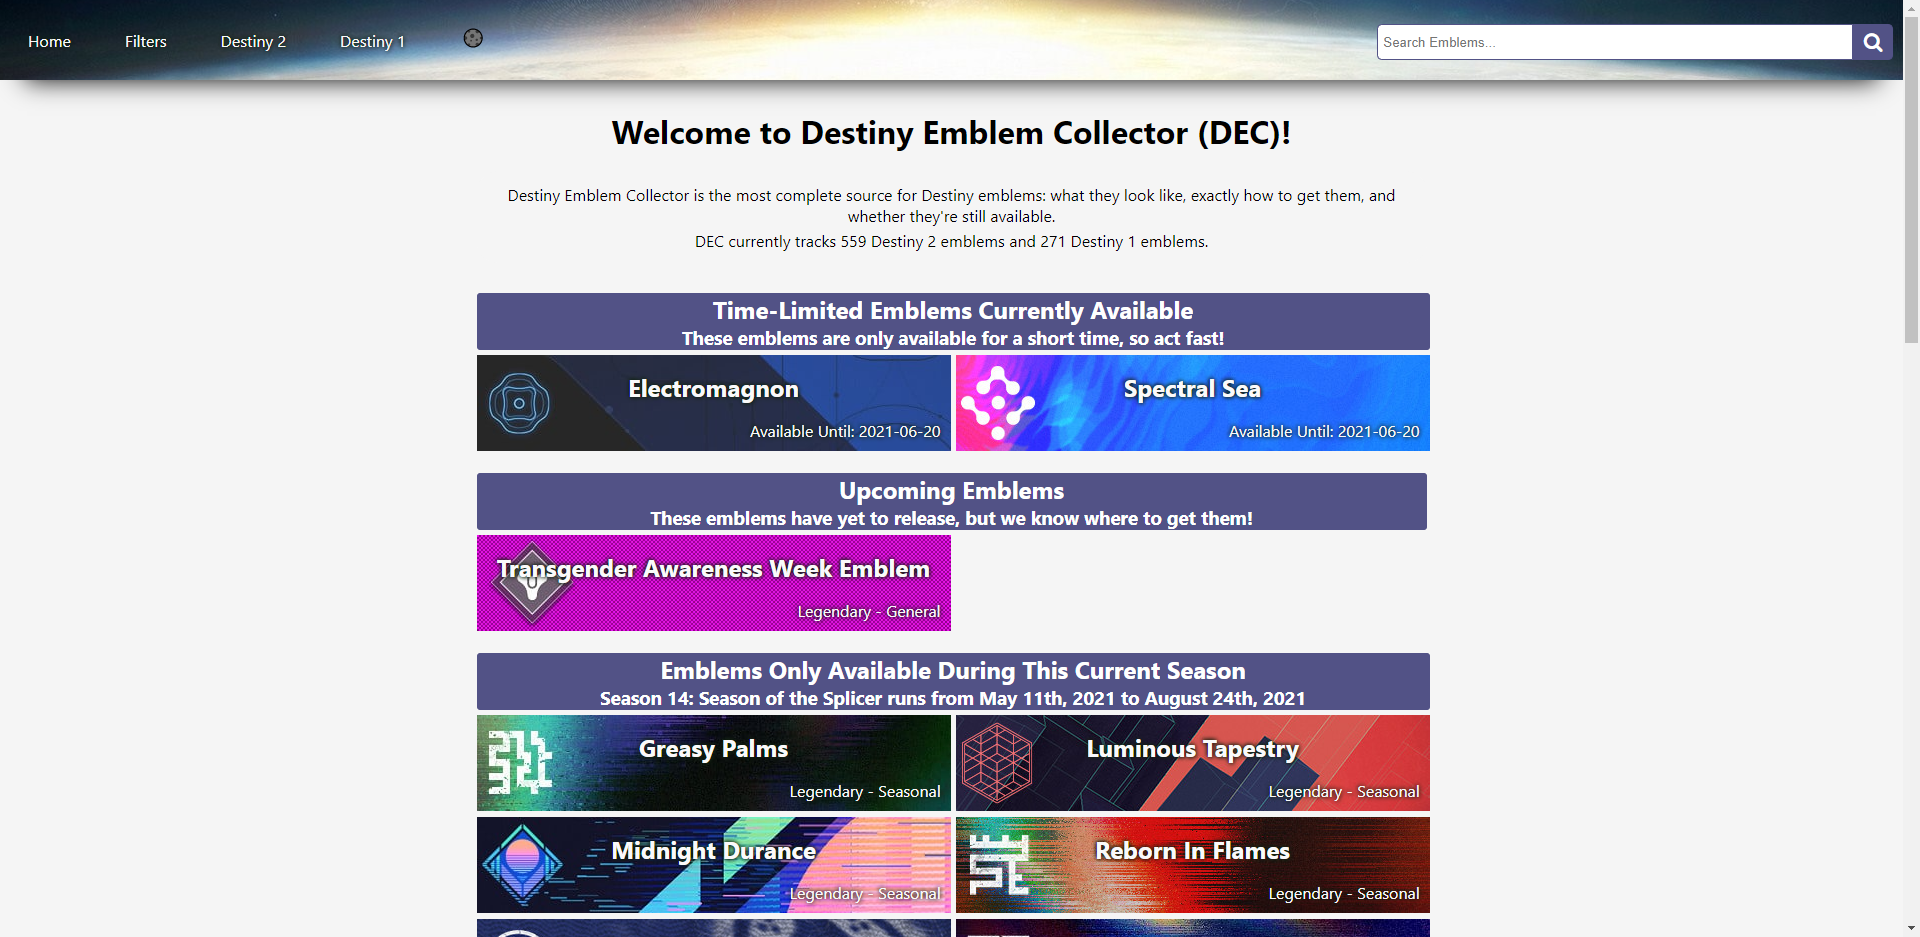 Home
Filters
Destiny 2
Destiny 1
Search Emblems...
Welcome to Destiny Emblem Collector (DEC)!
Destiny Emblem Collector is the most complete source for Destiny emblems: what they look like, exactly how to get them, and
whether they're still available.
DEC currently tracks 559 Destiny 2 emblems and 271 Destiny 1 emblems.
Time-Limited Emblems Currently Available
These emblems are only available for a short time, so act fast!
Electromagnon
Available Until: 2021-06-20
Spectral Sea
Available Until: 2021-06-20
Upcoming Emblems
These emblems have yet to release, but we know where to get them!
Transgender Awareness Week Emblem
Legendary - General
Emblems Only Available During This Current Season
Season 14: Season of the Splicer runs from May 11th, 2021 to August 24th, 2021
Greasy Palms
Legendary - Seasonal
Luminous Tapestry
Legendary - Seasonal
Midnight Durance
Legendary - Seasonal
Reborn In Flames
Legendary - Seasonal